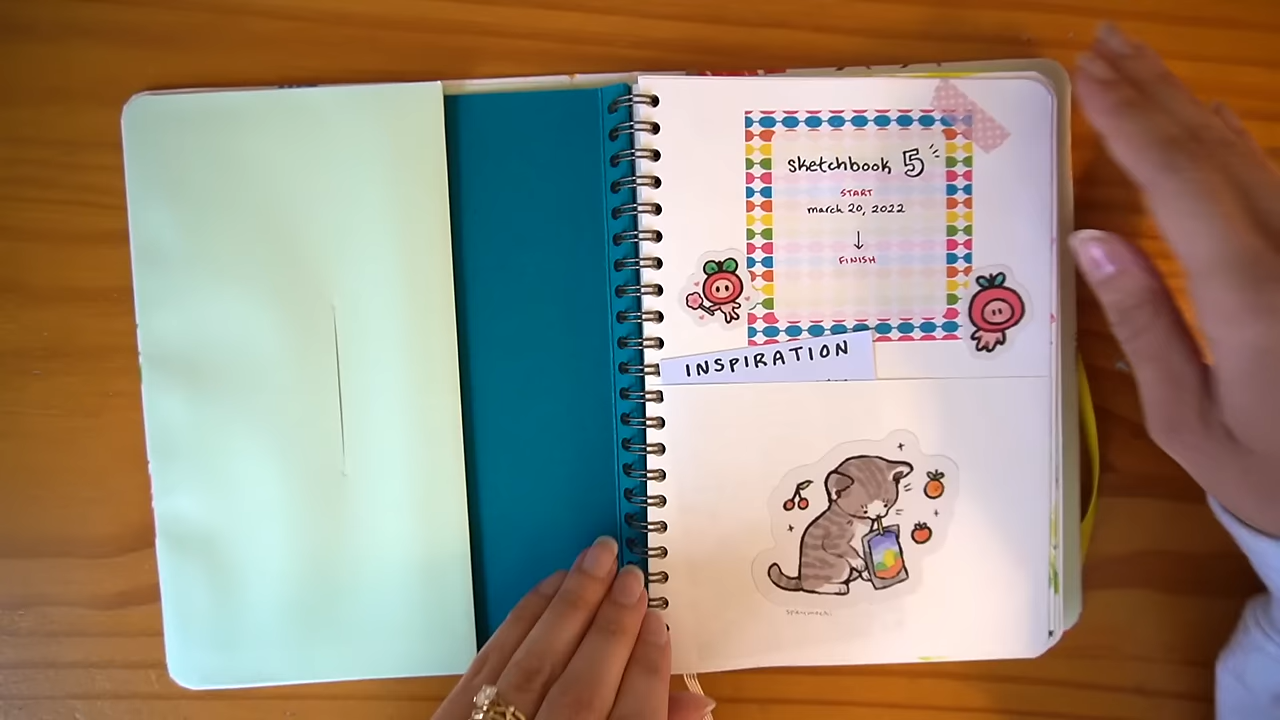 sketchbook 5
START
march 20, 2022
FINISH
INSPIRATION